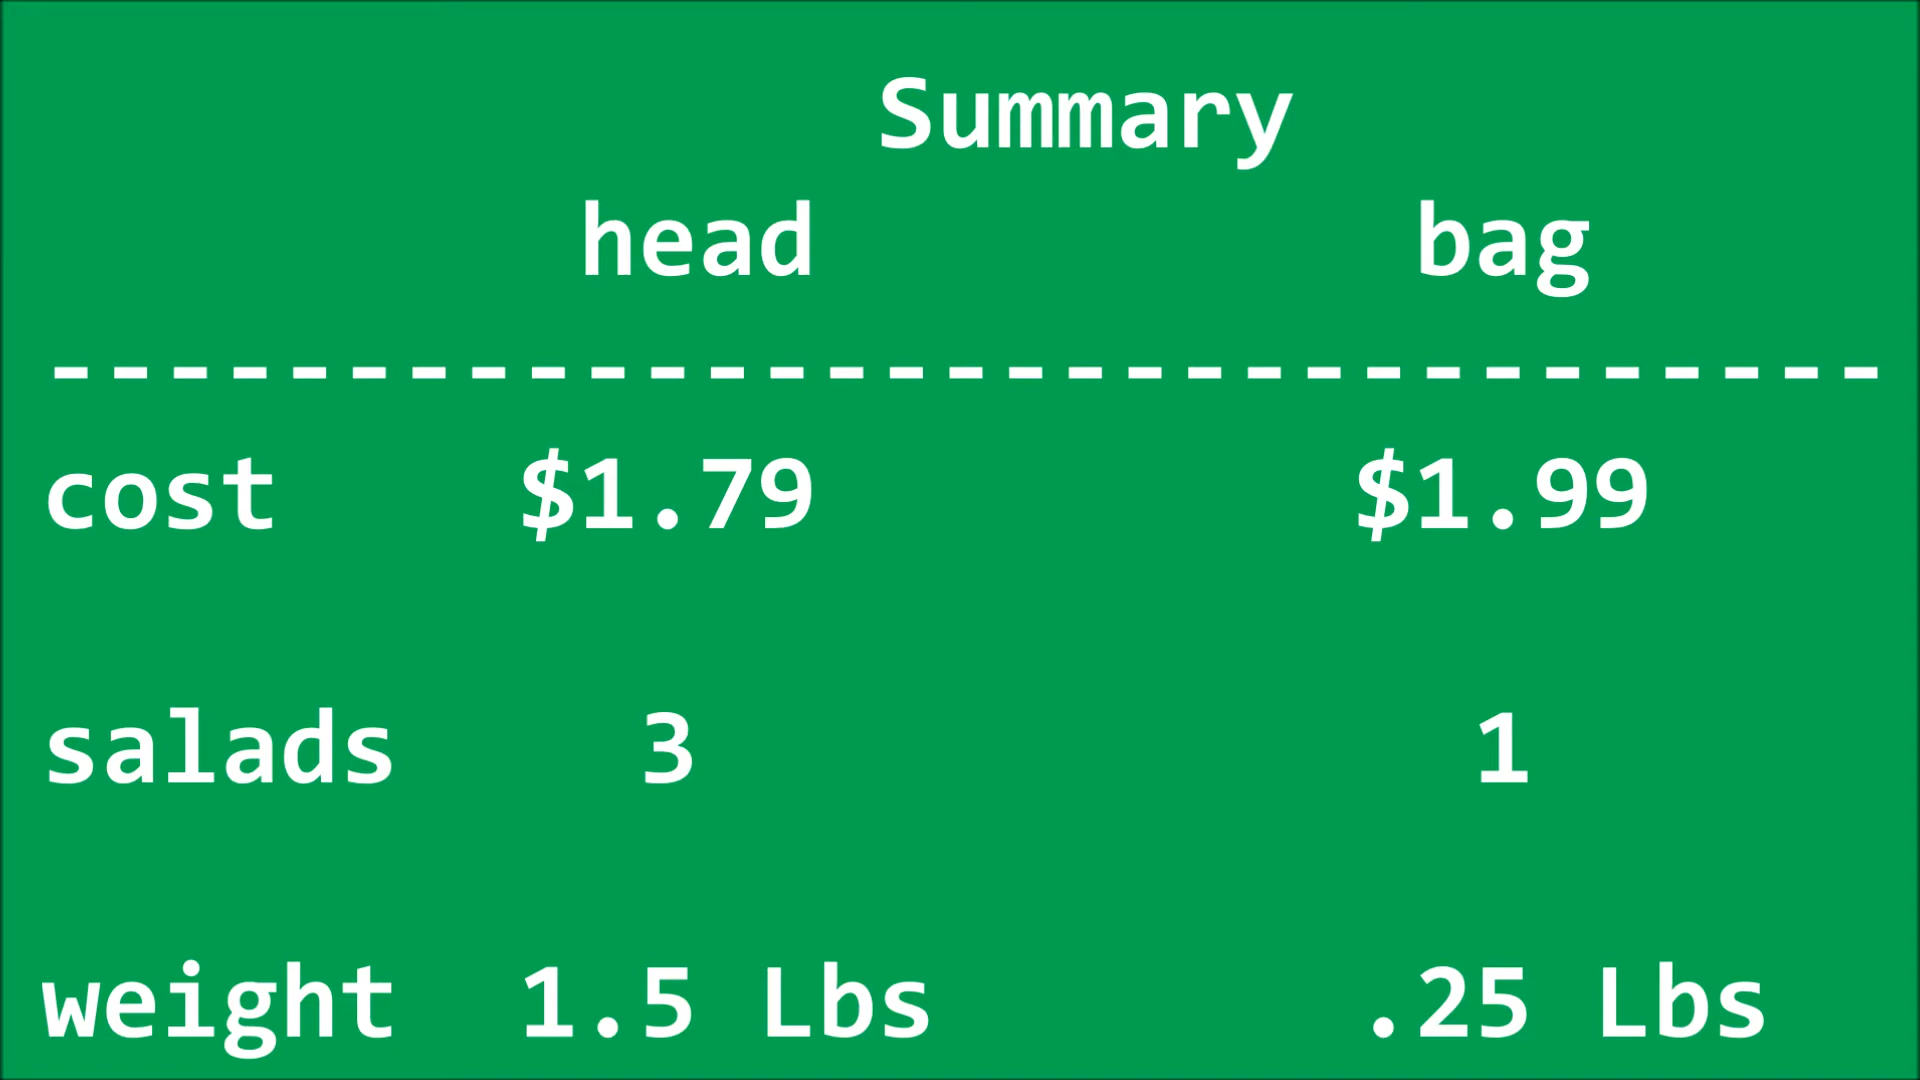 Summary
head bag
-------------------------------
cost $1.79 $1.99
salads 3 1
weight 1.5 Lbs .25 Lbs